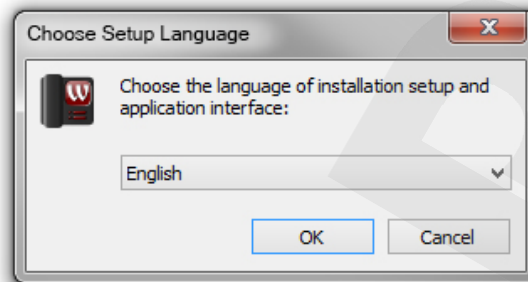 Choose Setup Language
Choose the language of installation setup and
application interface:
English
OK
Cancel